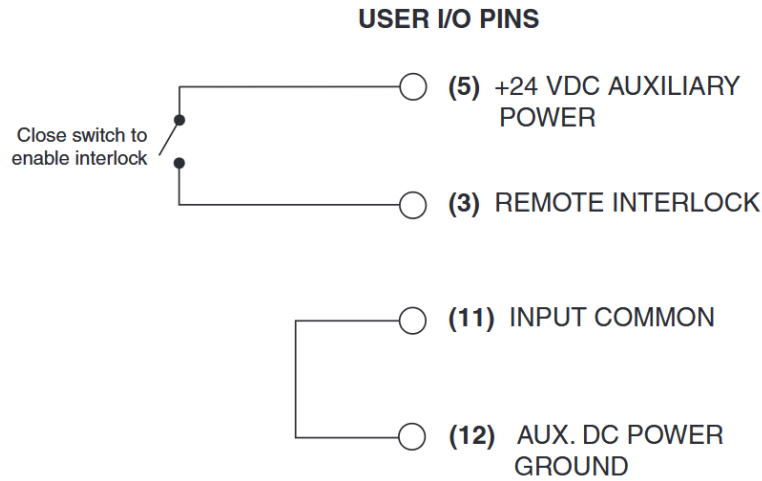 USER I/O PINS
(5) +24 VDC AUXILIARY
POWER
Close switch to
enable interlock
(3) REMOTE INTERLOCK
(11) INPUT COMMON
(12) AUX. DC POWER
GROUND